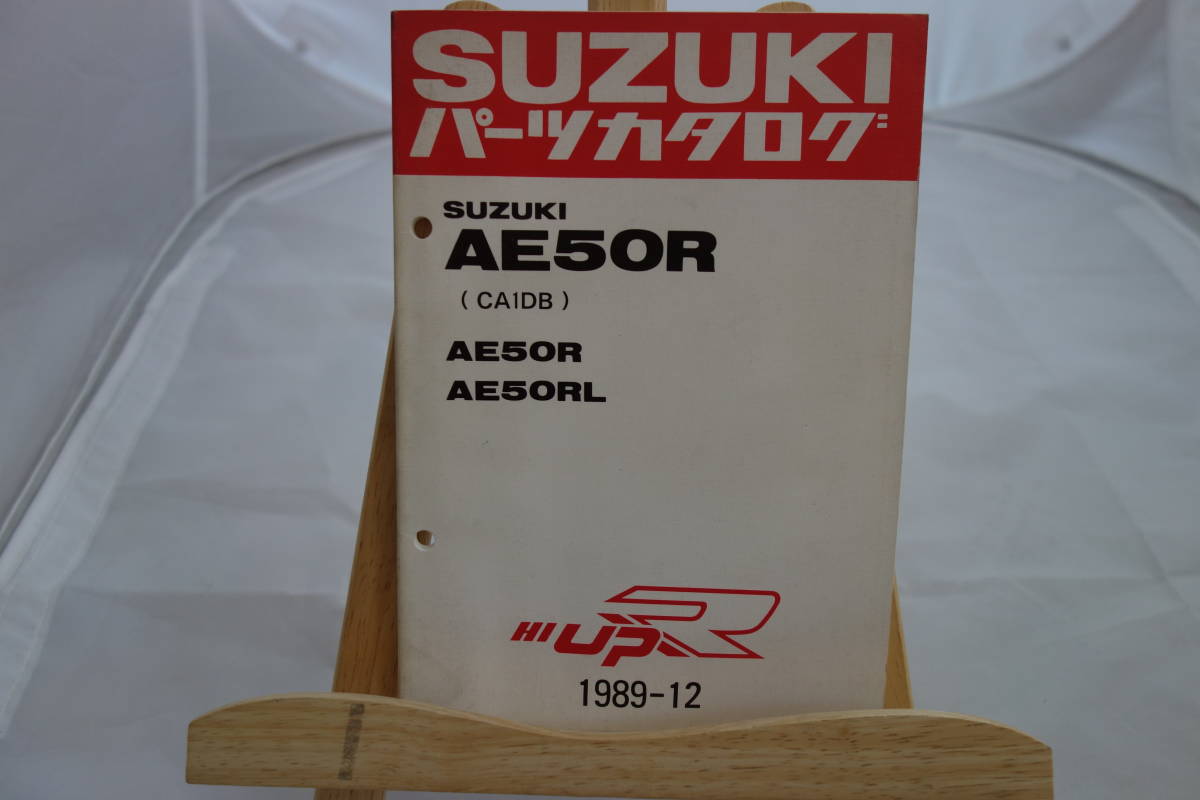 SUZUKI
パーツカタログ
SUZUKI
AE50R
( CA1DB )
AE50R
AE50RL
HI UP R
1989-12